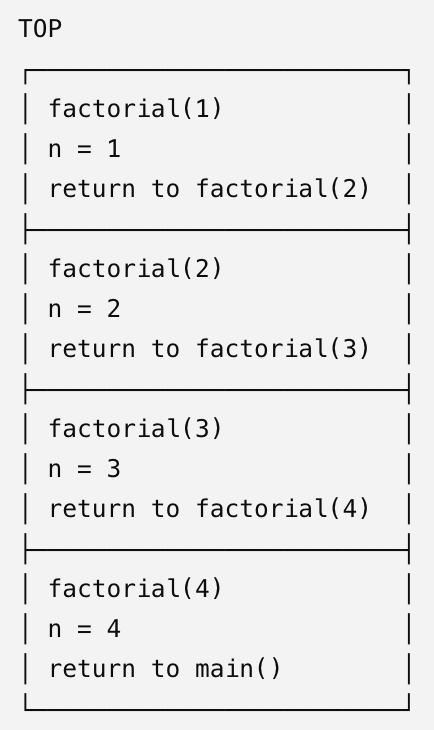 TOP
factorial(1)
n = 1
return to factorial(2)
factorial(2)
n = 2
return to factorial(3)
factorial(3)
n = 3
return to factorial(4)
factorial(4)
n = 4
return to main()